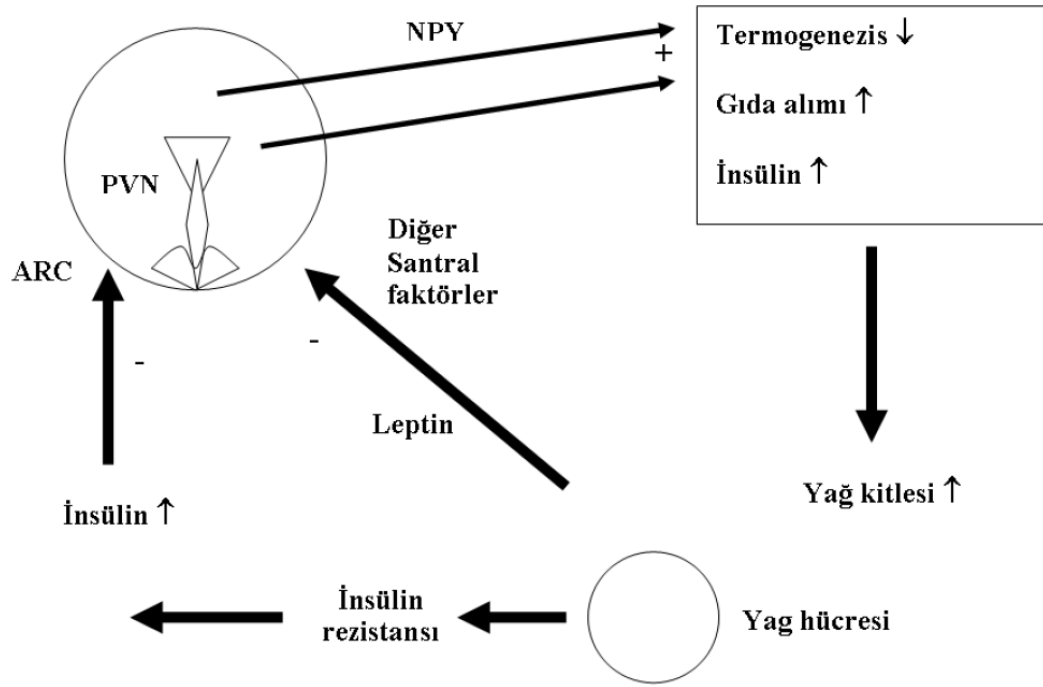 NPY
+
Termogenezis ↓
Gıda alımı ↑
İnsülin ↑
PVN
ARC
Diğer
Santral
faktörler
-
-
Leptin
İnsülin ↑
Yağ kitlesi ↑
İnsülin
rezistansı
Yag hücresi